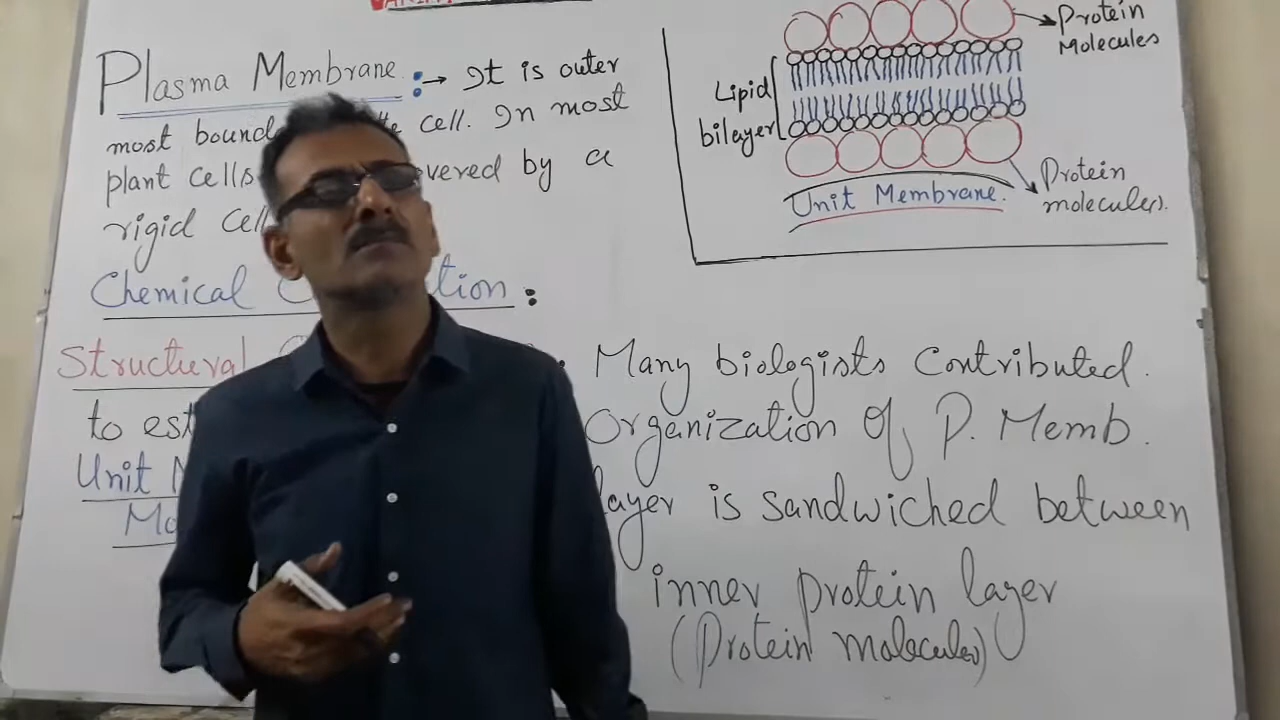 Plasma Membrane :→ It is outer
most bound cell. In most
plant cells vered by a
rigid cell
Chemical C tion :
Structural : Many biologists contributed.
to est Organization Of P. Memb.
Unit M layer is sandwiched between
Mo inner protein layer
(Protein molecules)
Protein
Molecules
Lipid
bilayer
Unit Membrane.
Protein
molecule(s).